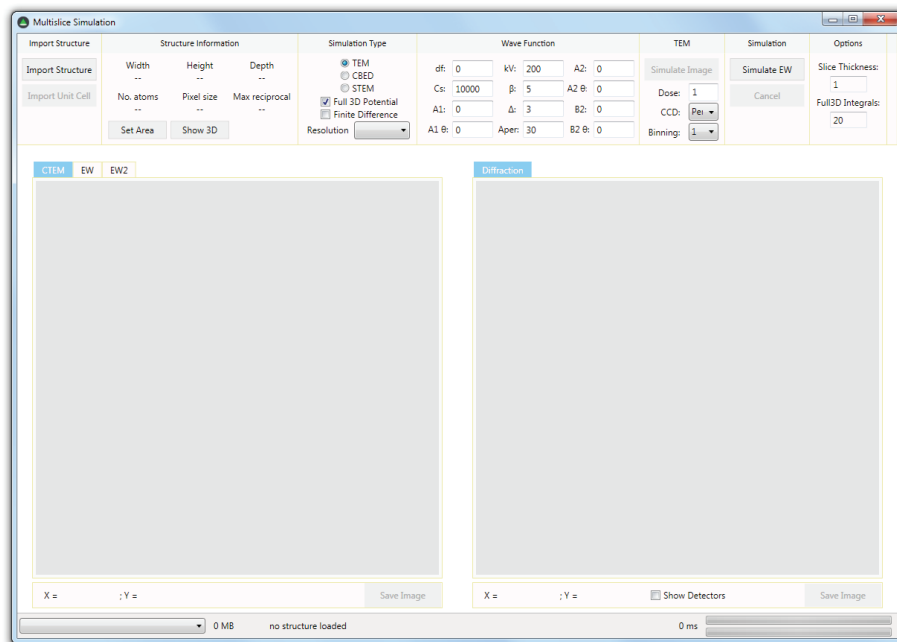 Multislice Simulation
Import Structure
Structure Information
Simulation Type
Wave Function
TEM
Simulation
Options
Import Structure
Import Unit Cell
Width Height Depth
-- -- --
No. atoms Pixel size Max reciprocal
-- -- --
Set Area Show 3D
TEM
CBED
STEM
Full 3D Potential
Finite Difference
Resolution
df: 0 kV: 200 A2: 0
Cs: 10000 β: 5 A2 θ: 0
A1: 0 Δ: 3 B2: 0
A1 θ: 0 Aper: 30 B2 θ: 0
Simulate Image
Dose: 1
CCD: Per
Binning: 1
Simulate EW
Cancel
Slice Thickness:
1
Full3D Integrals:
20
CTEM EW EW2
Diffraction
X = ; Y = Save Image
X = ; Y = Show Detectors Save Image
0 MB no structure loaded 0 ms